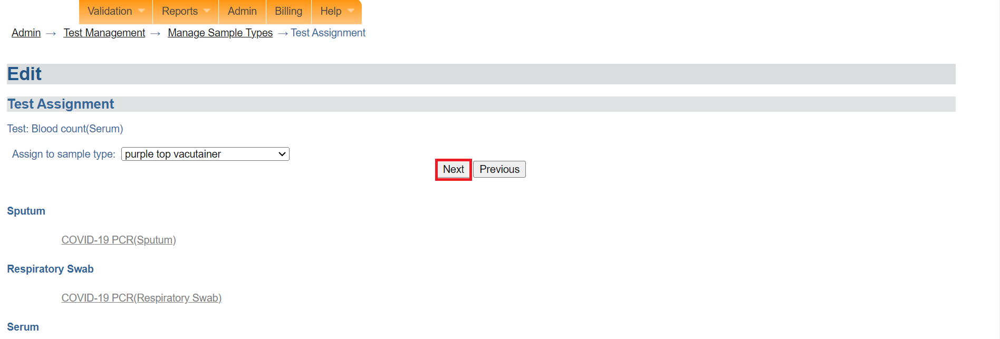 Validation Reports Admin Billing Help
Admin → Test Management → Manage Sample Types → Test Assignment
Edit
Test Assignment
Test: Blood count(Serum)
Assign to sample type: purple top vacutainer
Next Previous
Sputum
COVID-19 PCR(Sputum)
Respiratory Swab
COVID-19 PCR(Respiratory Swab)
Serum